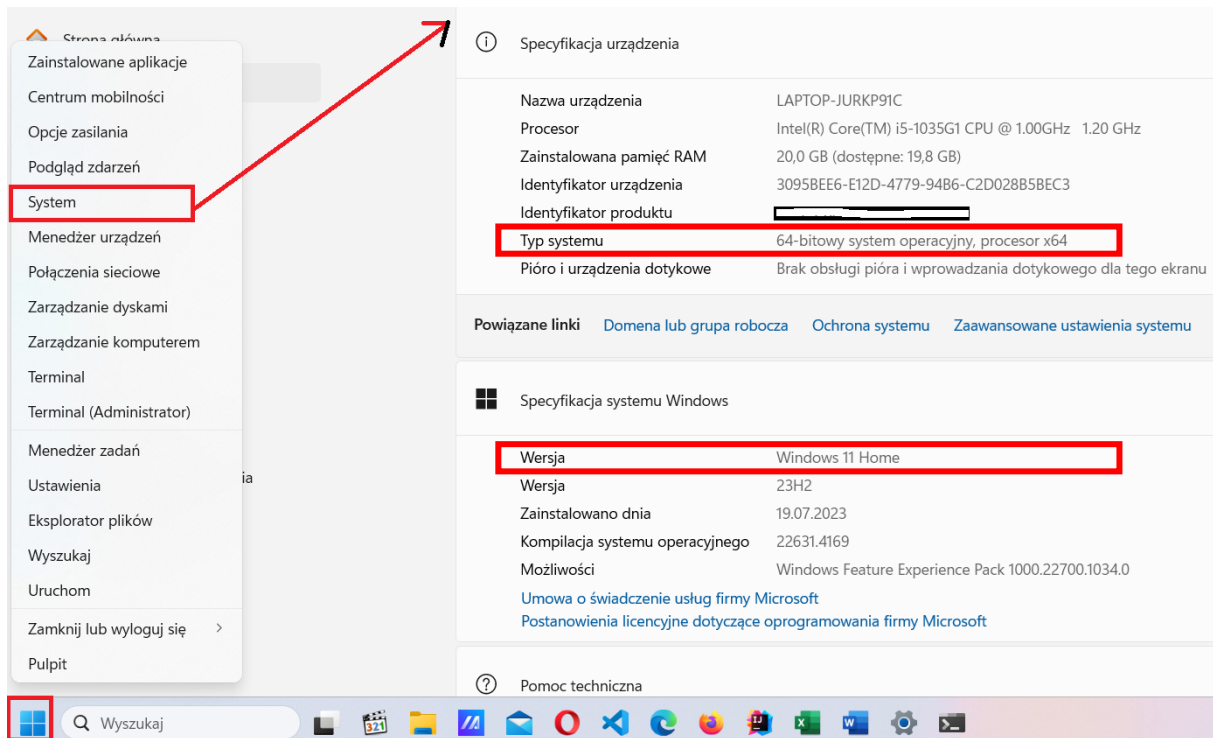 Strona główna
Zainstalowane aplikacje
Centrum mobilności
Opcje zasilania
Podgląd zdarzeń
System
Menedżer urządzeń
Połączenia sieciowe
Zarządzanie dyskami
Zarządzanie komputerem
Terminal
Terminal (Administrator)
Menedżer zadań
Ustawienia
Eksplorator plików
Wyszukaj
Uruchom
Zamknij lub wyloguj się
Pulpit
ia
Specyfikacja urządzenia
Nazwa urządzenia LAPTOP-JURKP91C
Procesor Intel(R) Core(TM) i5-1035G1 CPU @ 1.00GHz 1.20 GHz
Zainstalowana pamięć RAM 20,0 GB (dostępne: 19,8 GB)
Identyfikator urządzenia 3095BEE6-E12D-4779-94B6-C2D028B5BEC3
Identyfikator produktu
Typ systemu 64-bitowy system operacyjny, procesor x64
Pióro i urządzenia dotykowe Brak obsługi pióra i wprowadzania dotykowego dla tego ekranu
Powiązane linki Domena lub grupa robocza Ochrona systemu Zaawansowane ustawienia systemu
Specyfikacja systemu Windows
Wersja Windows 11 Home
Wersja 23H2
Zainstalowano dnia 19.07.2023
Kompilacja systemu operacyjnego 22631.4169
Możliwości Windows Feature Experience Pack 1000.22700.1034.0
Umowa o świadczenie usług firmy Microsoft
Postanowienia licencyjne dotyczące oprogramowania firmy Microsoft
Pomoc techniczna
Wyszukaj
321